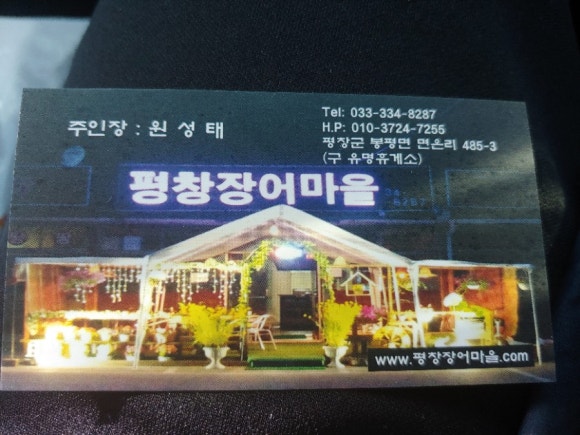 주인장 : 원 성 태
Tel: 033-334-8287
H.P: 010-3724-7255
평창군 봉평면 면온리 485-3
(구 유명휴게소)
평창장어마을
8287
www.평창장어마을.com